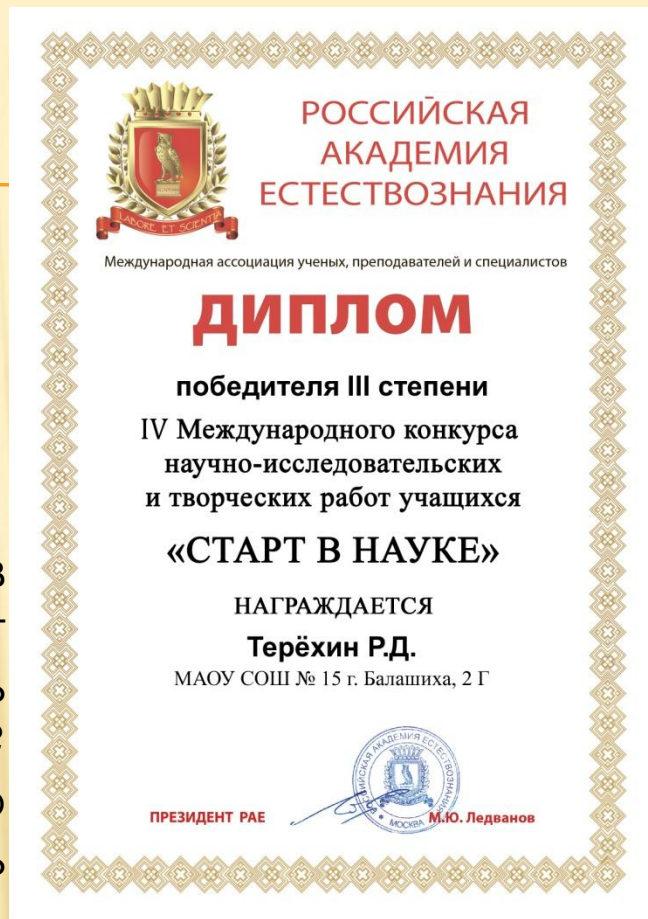 РОССИЙСКАЯ
АКАДЕМИЯ
ЕСТЕСТВОЗНАНИЯ
LABORE ET SCIENTIA
Международная ассоциация ученых, преподавателей и специалистов
ДИПЛОМ
победителя III степени
IV Международного конкурса
научно-исследовательских
и творческих работ учащихся
«СТАРТ В НАУКЕ»
НАГРАЖДАЕТСЯ
Терёхин Р.Д.
МАОУ СОШ № 15 г. Балашиха, 2 Г
РОССИЙСКАЯ АКАДЕМИЯ ЕСТЕСТВОЗНАНИЯ
МОСКВА
ПРЕЗИДЕНТ РАЕ
М.Ю. Ледванов